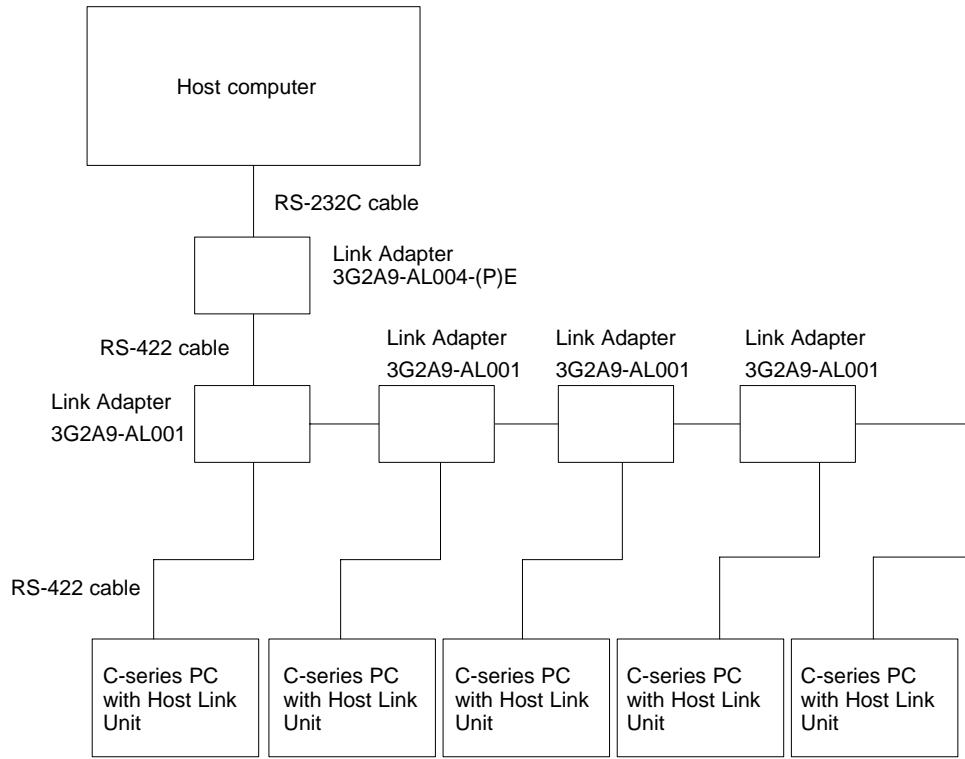 Host computer
RS-232C cable
Link Adapter
3G2A9-AL004-(P)E
RS-422 cable
Link Adapter
3G2A9-AL001
Link Adapter
3G2A9-AL001
Link Adapter
3G2A9-AL001
Link Adapter
3G2A9-AL001
RS-422 cable
C-series PC
with Host Link
Unit
C-series PC
with Host Link
Unit
C-series PC
with Host Link
Unit
C-series PC
with Host Link
Unit
C-series PC
with Host Link
Unit